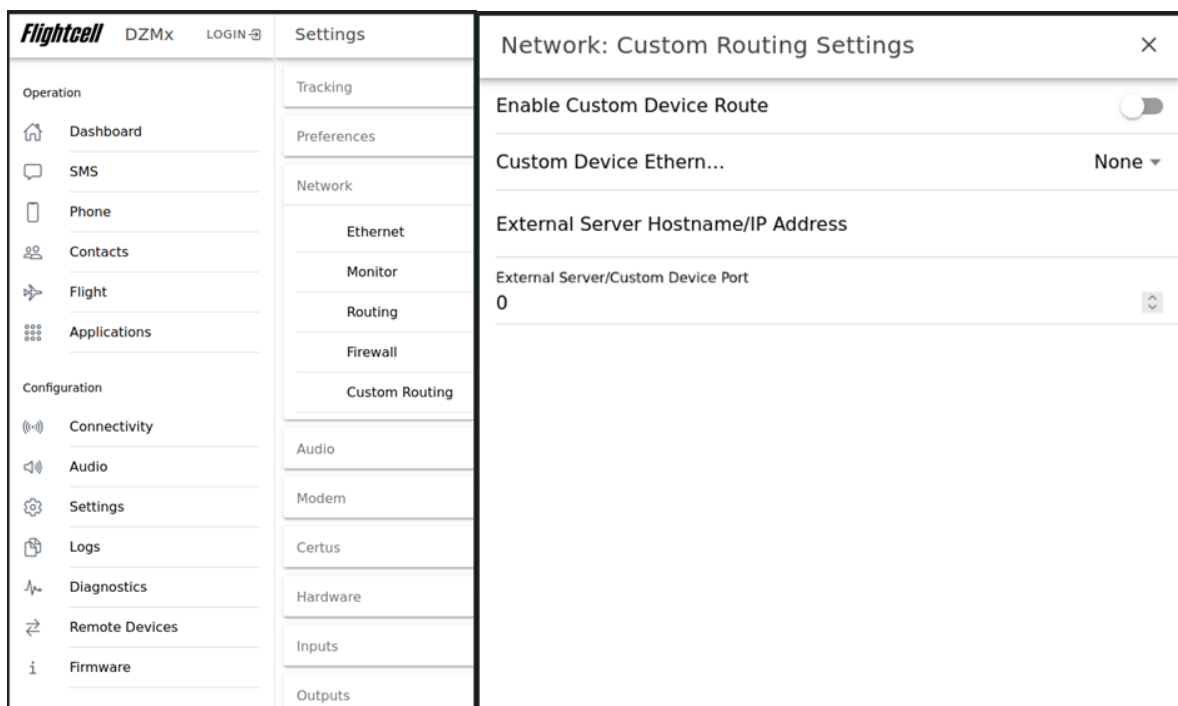 Flightcell DZMx LOGIN
Operation
Dashboard
SMS
Phone
Contacts
Flight
Applications
Configuration
Connectivity
Audio
Settings
Logs
Diagnostics
Remote Devices
Firmware
Settings
Tracking
Preferences
Network
Ethernet
Monitor
Routing
Firewall
Custom Routing
Audio
Modem
Certus
Hardware
Inputs
Outputs
Network: Custom Routing Settings
Enable Custom Device Route
Custom Device Ethern... None
External Server Hostname/IP Address
External Server/Custom Device Port
0